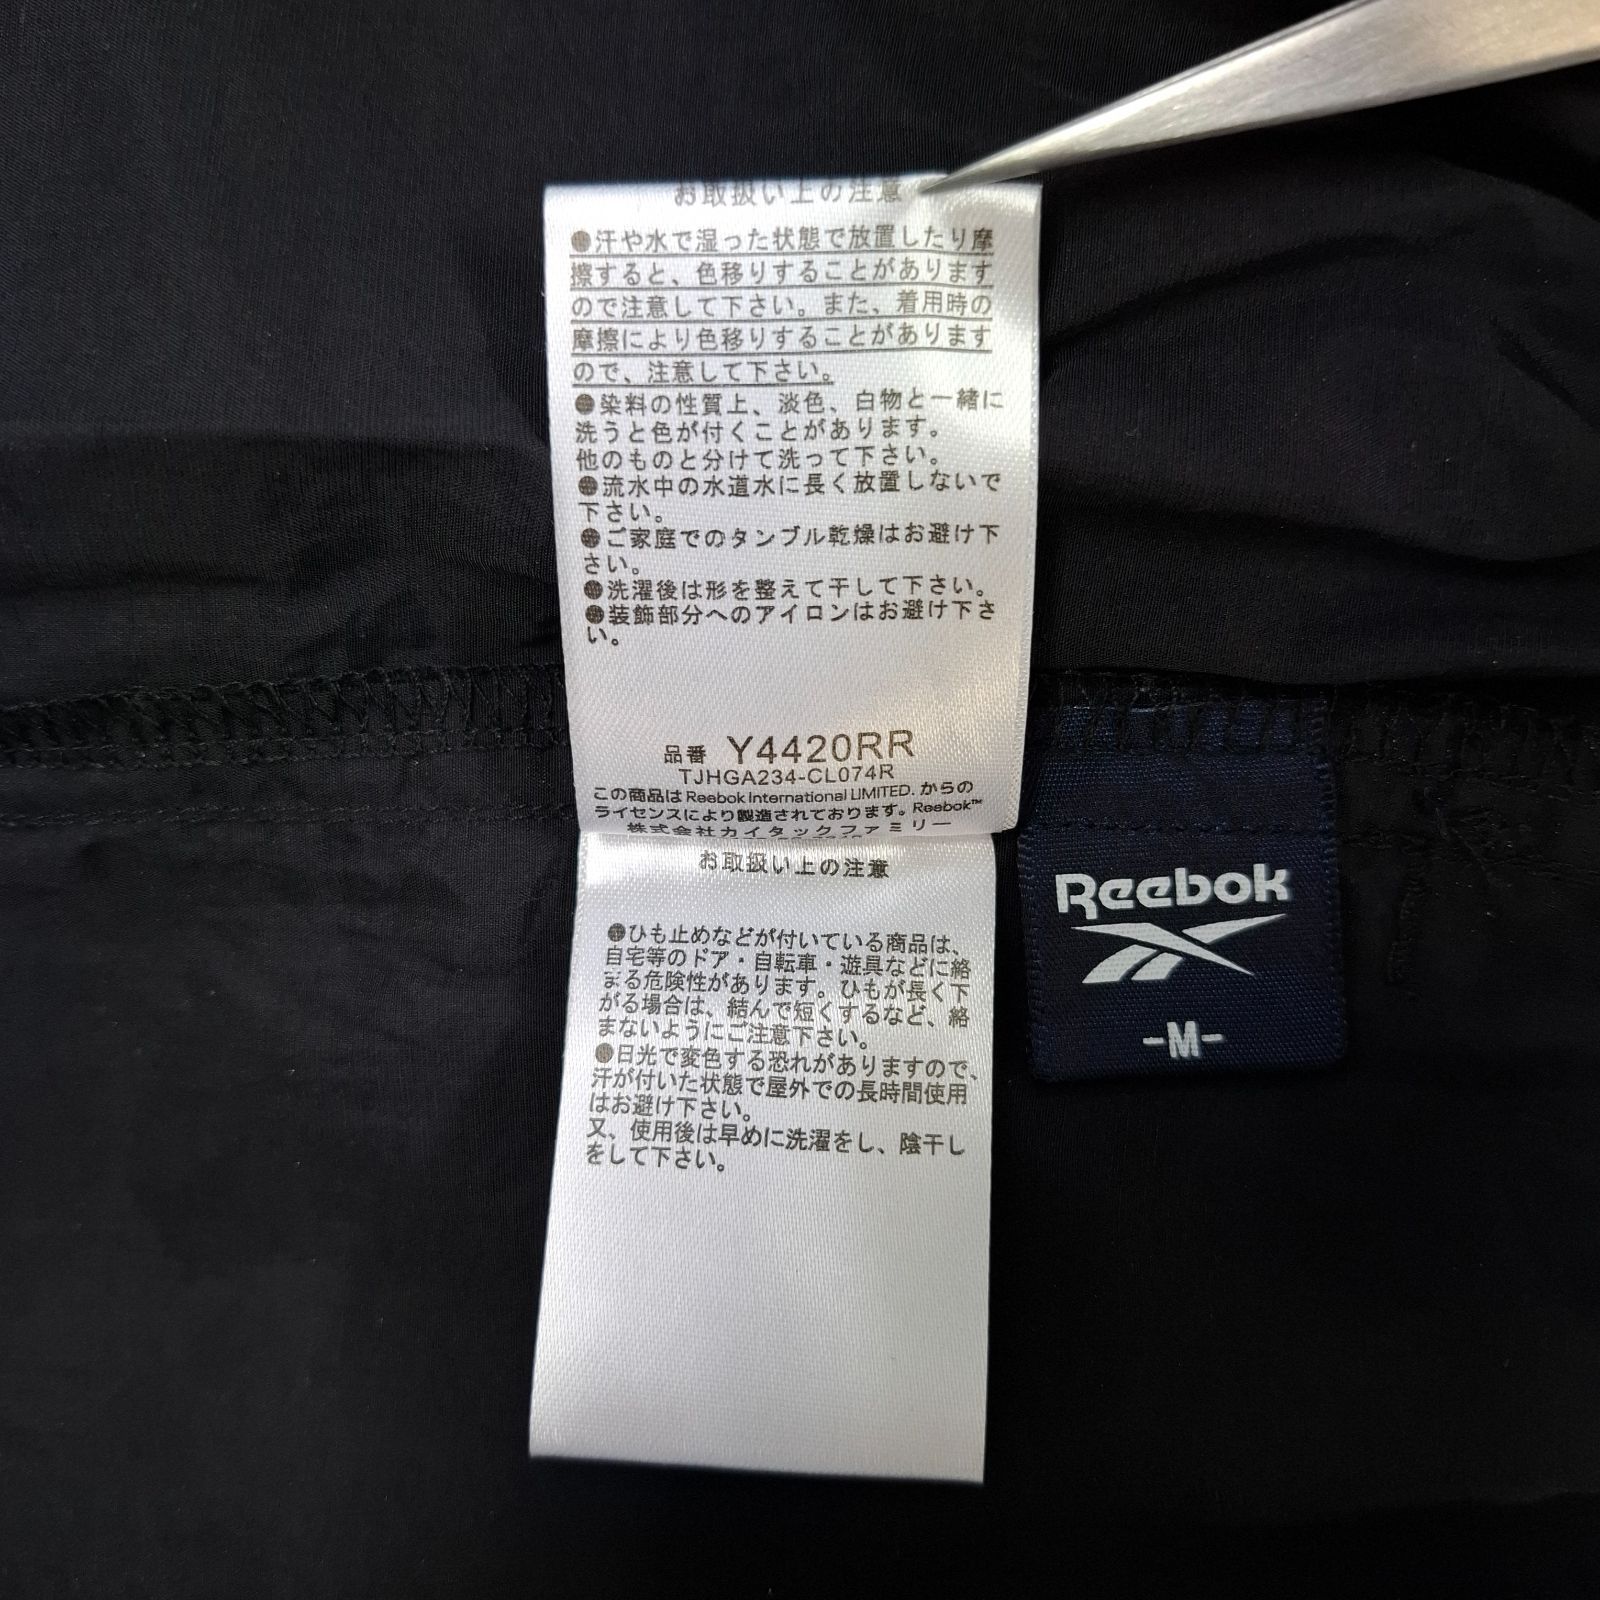 お取扱い上の注意
●汗や水で湿った状態で放置したり摩
擦すると、色移りすることがあります
ので注意して下さい。また、着用時の
摩擦により色移りすることがあります
ので、注意して下さい。
●染料の性質上、淡色、白物と一緒に
洗うと色が付くことがあります。
他のものと分けて洗って下さい。
●流水中の水道水に長く放置しないで
下さい。
●ご家庭でのタンブル乾燥はお避け下
さい。
●洗濯後は形を整えて干して下さい。
●装飾部分へのアイロンはお避け下さ
い。
品番 Y4420RR
TJHGA234-CL074R
この商品は Reebok International LIMITED. からの
ライセンスにより製造されております。Reebok™
株式会社カイタックファミリー
お取扱い上の注意
●ひも止めなどが付いている商品は、
自宅等のドア・自転車・遊具などに絡
まる危険性があります。ひもが長く下
がる場合は、結んで短くするなど、絡
まないようにご注意下さい。
●日光で変色する恐れがありますので、
汗が付いた状態で屋外での長時間使用
はお避け下さい。
又、使用後は早めに洗濯をし、陰干し
をして下さい。
Reebok
-M-